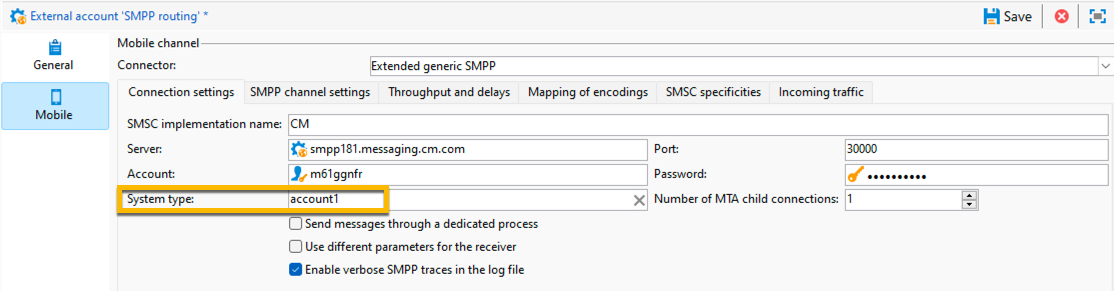 External account 'SMPP routing' *
Save
General
Mobile
Mobile channel
Connector: Extended generic SMPP
Connection settings SMPP channel settings Throughput and delays Mapping of encodings SMSC specificities Incoming traffic
SMSC implementation name: CM
Server: smpp181.messaging.cm.com Port: 30000
Account: m61ggnfr Password: ••••••••••
System type: account1 Number of MTA child connections: 1
Send messages through a dedicated process
Use different parameters for the receiver
Enable verbose SMPP traces in the log file